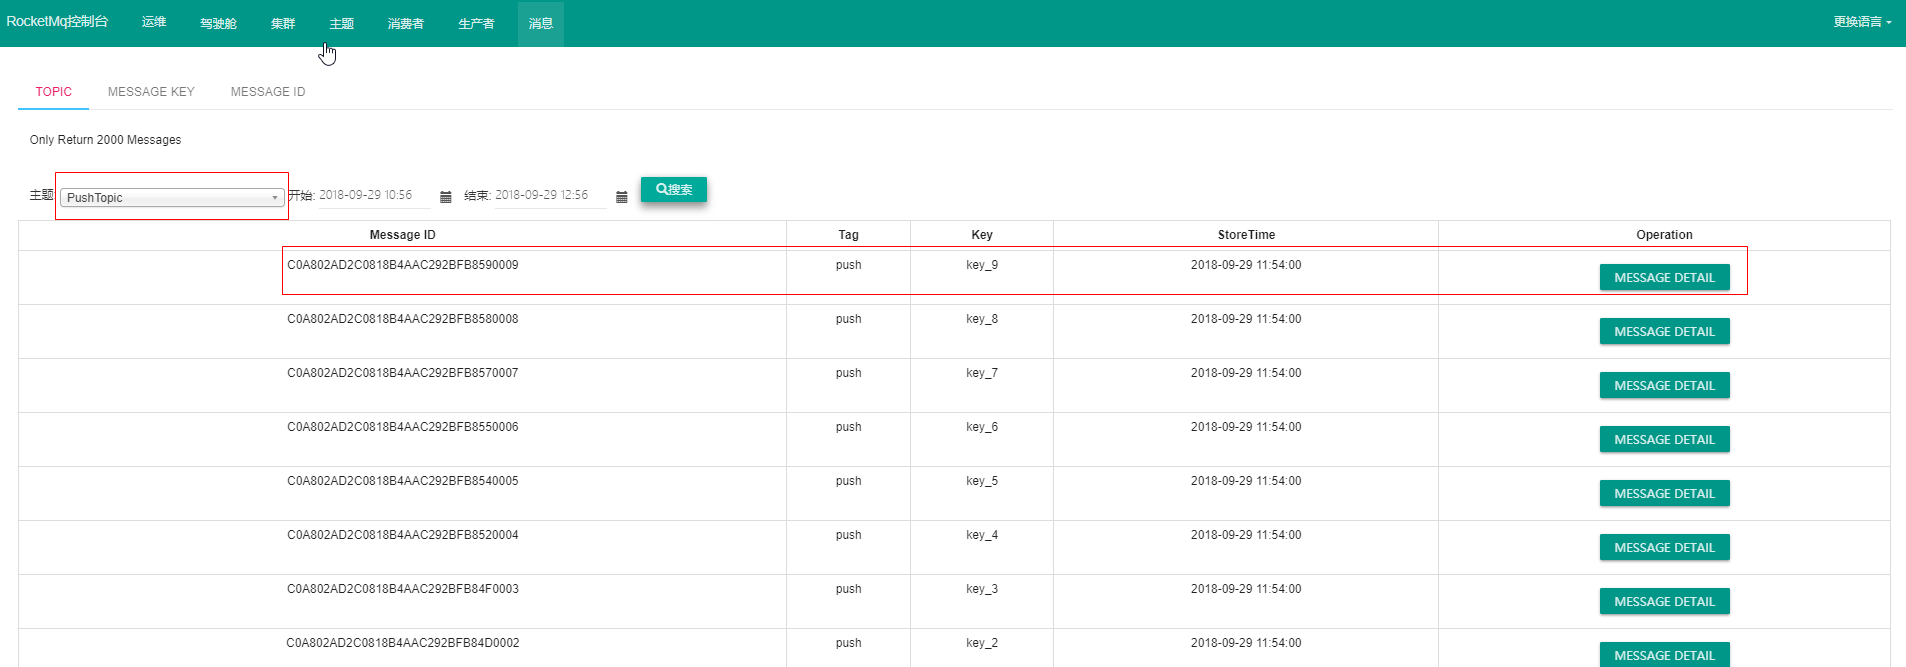 RocketMq控制台 运维 驾驶舱 集群 主题 消费者 生产者 消息 更换语言
TOPIC MESSAGE KEY MESSAGE ID
Only Return 2000 Messages
主题: PushTopic 开始: 2018-09-29 10:56 结束: 2018-09-29 12:56 搜索
Message ID Tag Key StoreTime Operation
C0A802AD2C0818B4AAC292BFB8590009 push key_9 2018-09-29 11:54:00 MESSAGE DETAIL
C0A802AD2C0818B4AAC292BFB8580008 push key_8 2018-09-29 11:54:00 MESSAGE DETAIL
C0A802AD2C0818B4AAC292BFB8570007 push key_7 2018-09-29 11:54:00 MESSAGE DETAIL
C0A802AD2C0818B4AAC292BFB8550006 push key_6 2018-09-29 11:54:00 MESSAGE DETAIL
C0A802AD2C0818B4AAC292BFB8540005 push key_5 2018-09-29 11:54:00 MESSAGE DETAIL
C0A802AD2C0818B4AAC292BFB8520004 push key_4 2018-09-29 11:54:00 MESSAGE DETAIL
C0A802AD2C0818B4AAC292BFB84F0003 push key_3 2018-09-29 11:54:00 MESSAGE DETAIL
C0A802AD2C0818B4AAC292BFB84D0002 push key_2 2018-09-29 11:54:00 MESSAGE DETAIL